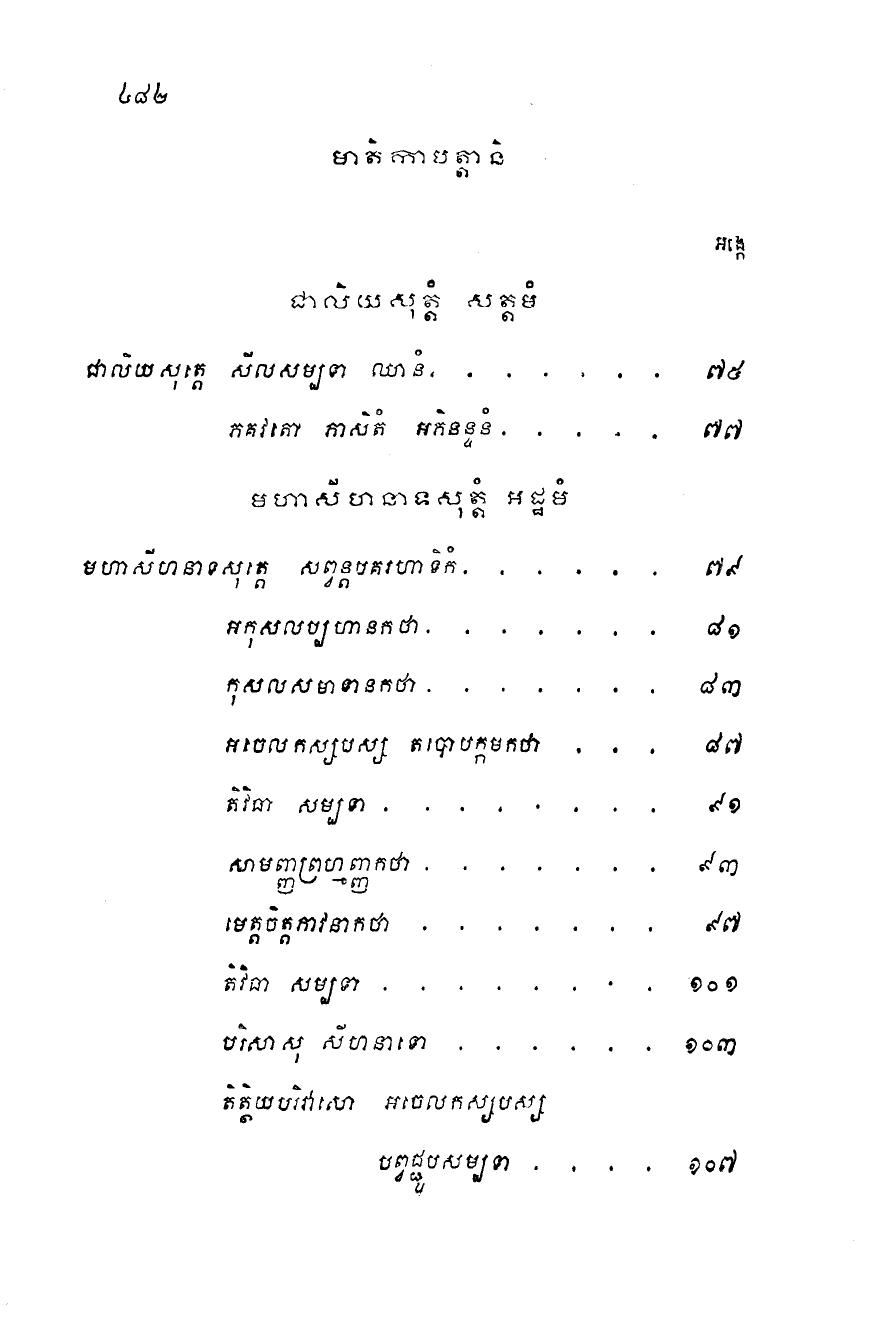 ៤៨២
មាតិកាបត្តានិ
អង្កេ
ជាលិយសុត្តំ សត្តមំ
ជាលិយសុត្តេ សីលសម្បទា ឈានំ. . . . . . . ៧៥
ភគវតោ ភាសិតំ អភិនន្ទនំ. . . . . ៧៧
មហាសីហនាទសុត្តំ អដ្ឋមំ
មហាសីហនាទសុត្តេ សព្វន្តបគរហាទិកំ. . . . . . ៧៩
អកុសលប្បហានកថា. . . . . . . ៨១
កុសលសមាទានកថា. . . . . . . ៨៣
អចេលកស្សបស្ស តបោបក្កមកថា . . . ៨៧
តិវិធា សម្បទា . . . . . . . . ៩១
សាមញ្ញព្រហ្មញ្ញកថា . . . . . . . ៩៣
មេត្តចិត្តភាវនាកថា . . . . . . . ៩៧
តិវិធា សម្បទា . . . . . . . . ១០១
បរិសាសុ សីហនាទោ . . . . . . ១០៣
តិត្ថិយបរិវាសោ អចេលកស្សបស្ស
បព្វជ្ជូបសម្បទា . . . . ១០៧